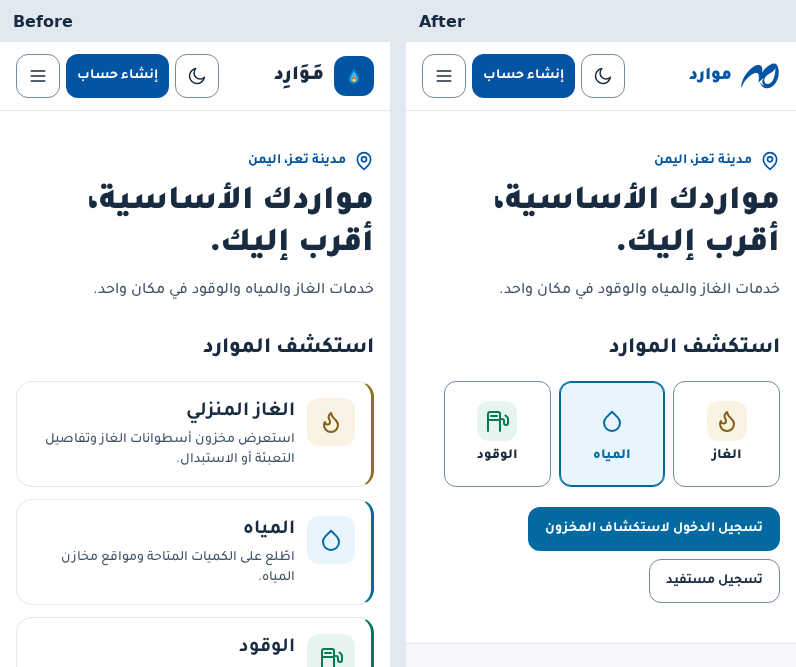 Before
مَوَارِد
إنشاء حساب
مدينة تعز، اليمن
مواردك الأساسية،
أقرب إليك.
خدمات الغاز والمياه والوقود في مكان واحد.
استكشف الموارد
الغاز المنزلي
استعرض مخزون أسطوانات الغاز وتفاصيل
التعبئة أو الاستبدال.
المياه
اطّلع على الكميات المتاحة ومواقع مخازن
المياه.
الوقود
After
موارد
إنشاء حساب
مدينة تعز، اليمن
مواردك الأساسية،
أقرب إليك.
خدمات الغاز والمياه والوقود في مكان واحد.
استكشف الموارد
الغاز
المياه
الوقود
تسجيل الدخول لاستكشاف المخزون
تسجيل مستفيد